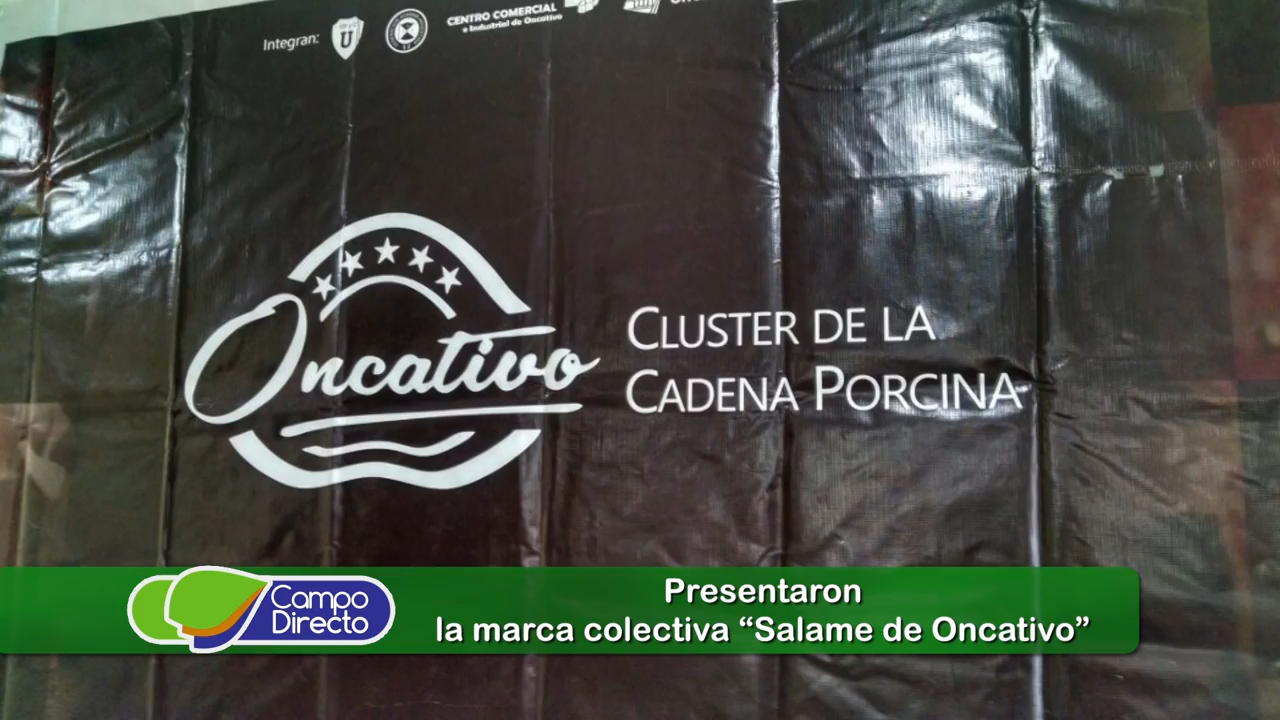 Integran:
U
CENTRO COMERCIAL
e Industrial de Oncativo
Oncativo
CLUSTER DE LA
CADENA PORCINA
Campo
Directo
Presentaron
la marca colectiva “Salame de Oncativo”